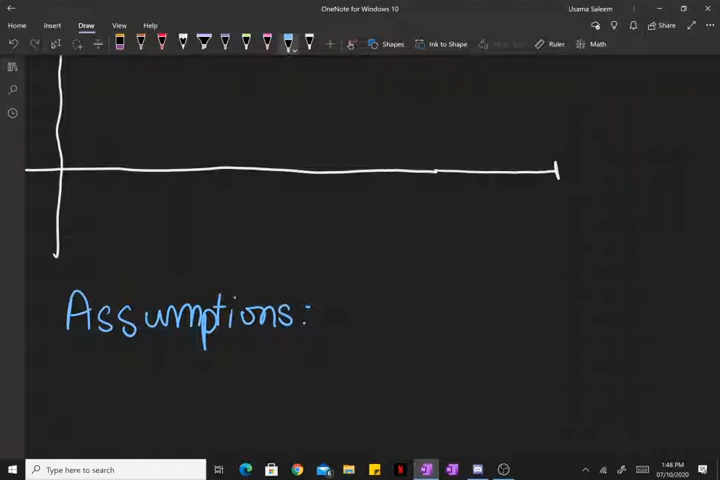 OneNote for Windows 10
Usama Saleem
Home Insert Draw View Help
Share
Shapes Ink to Shape Ruler Math
Assumptions:
Type here to search
6
1:48 PM
07/10/2020